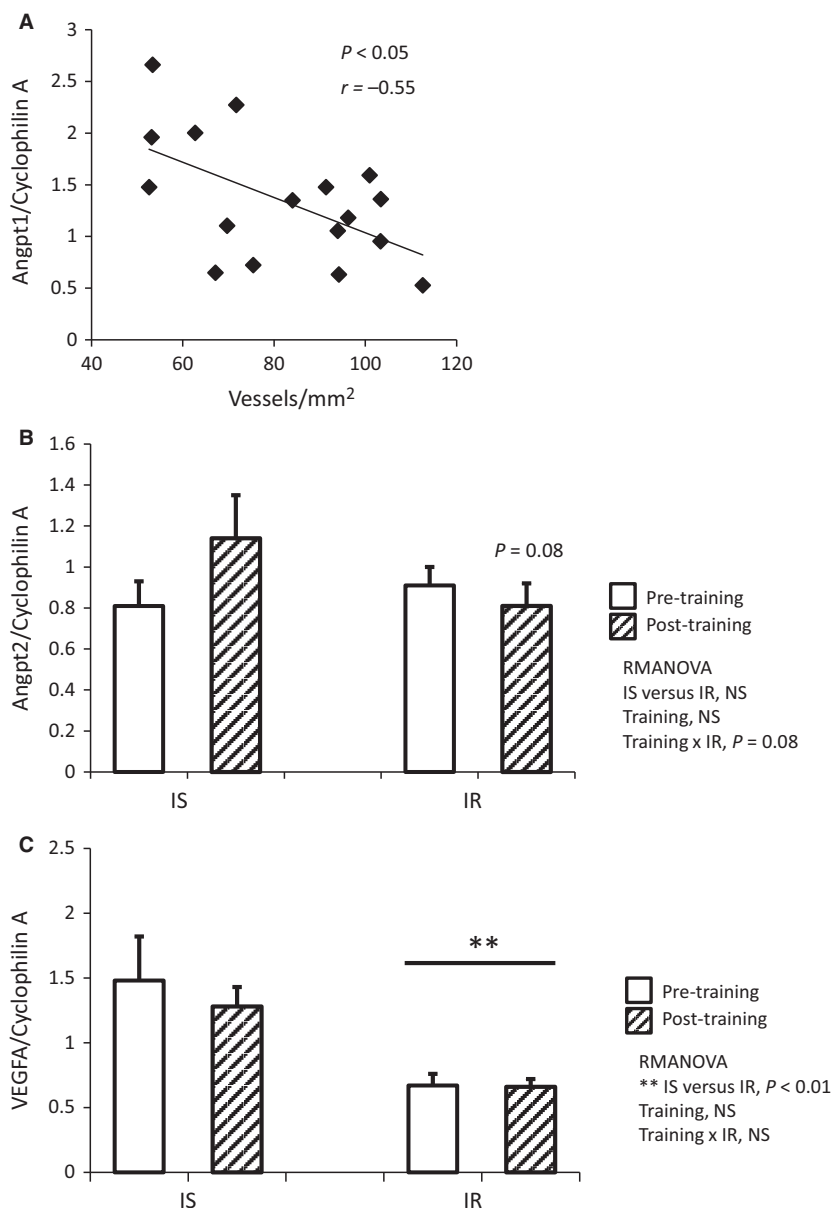 A
3
2.5
2
1.5
1
0.5
0
Angpt1/Cyclophilin A
P < 0.05
r = –0.55
40 60 80 100 120
Vessels/mm²
B
1.6
1.4
1.2
1
0.8
0.6
0.4
0.2
0
Angpt2/Cyclophilin A
P = 0.08
IS IR
Pre-training
Post-training
RMANOVA
IS versus IR, NS
Training, NS
Training x IR, P = 0.08
C
2.5
2
1.5
1
0.5
0
VEGFA/Cyclophilin A
**
IS IR
Pre-training
Post-training
RMANOVA
** IS versus IR, P < 0.01
Training, NS
Training x IR, NS